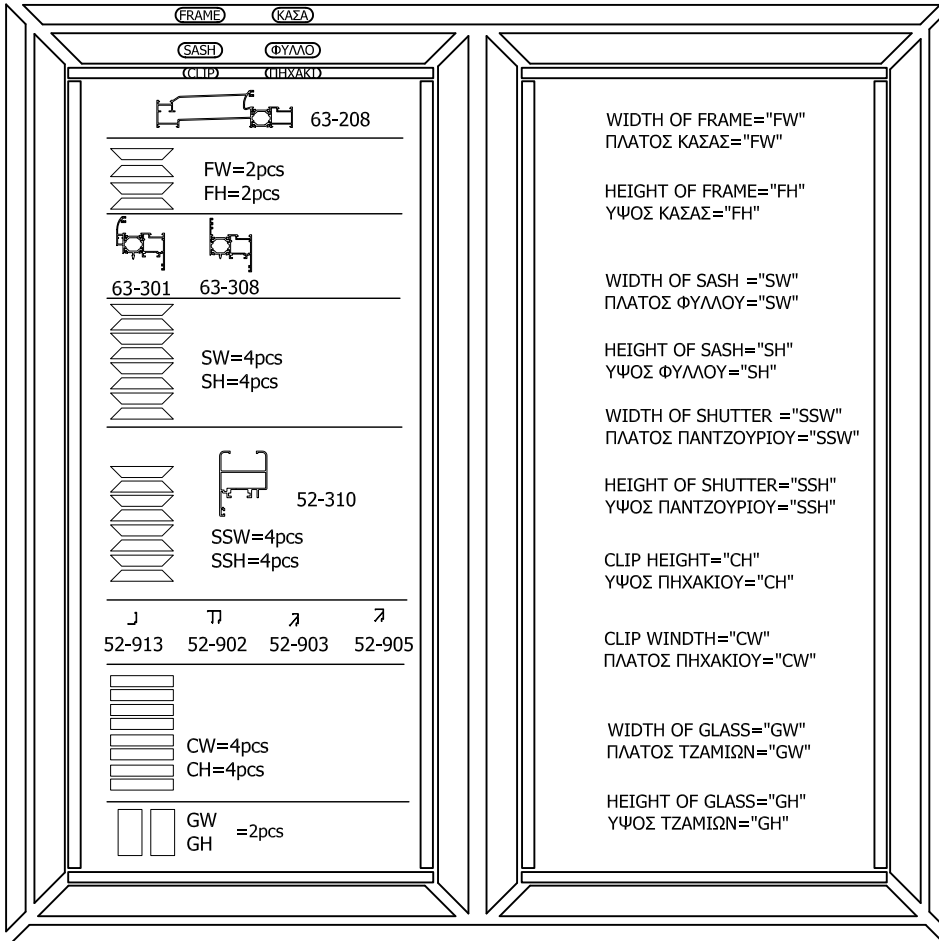 FRAME ΚΑΣΑ
SASH ΦΥΛΛΟ
CLIP ΠΗΧΑΚΙ
63-208
FW=2pcs
FH=2pcs
63-301 63-308
SW=4pcs
SH=4pcs
52-310
SSW=4pcs
SSH=4pcs
52-913 52-902 52-903 52-905
CW=4pcs
CH=4pcs
GW
=2pcs
GH
WIDTH OF FRAME="FW"
ΠΛΑΤΟΣ ΚΑΣΑΣ="FW"
HEIGHT OF FRAME="FH"
ΥΨΟΣ ΚΑΣΑΣ="FH"
WIDTH OF SASH ="SW"
ΠΛΑΤΟΣ ΦΥΛΛΟΥ="SW"
HEIGHT OF SASH="SH"
ΥΨΟΣ ΦΥΛΛΟΥ="SH"
WIDTH OF SHUTTER ="SSW"
ΠΛΑΤΟΣ ΠΑΝΤΖΟΥΡΙΟΥ="SSW"
HEIGHT OF SHUTTER="SSH"
ΥΨΟΣ ΠΑΝΤΖΟΥΡΙΟΥ="SSH"
CLIP HEIGHT="CH"
ΥΨΟΣ ΠΗΧΑΚΙΟΥ="CH"
CLIP WINDTH="CW"
ΠΛΑΤΟΣ ΠΗΧΑΚΙΟΥ="CW"
WIDTH OF GLASS="GW"
ΠΛΑΤΟΣ ΤΖΑΜΙΩΝ="GW"
HEIGHT OF GLASS="GH"
ΥΨΟΣ ΤΖΑΜΙΩΝ="GH"